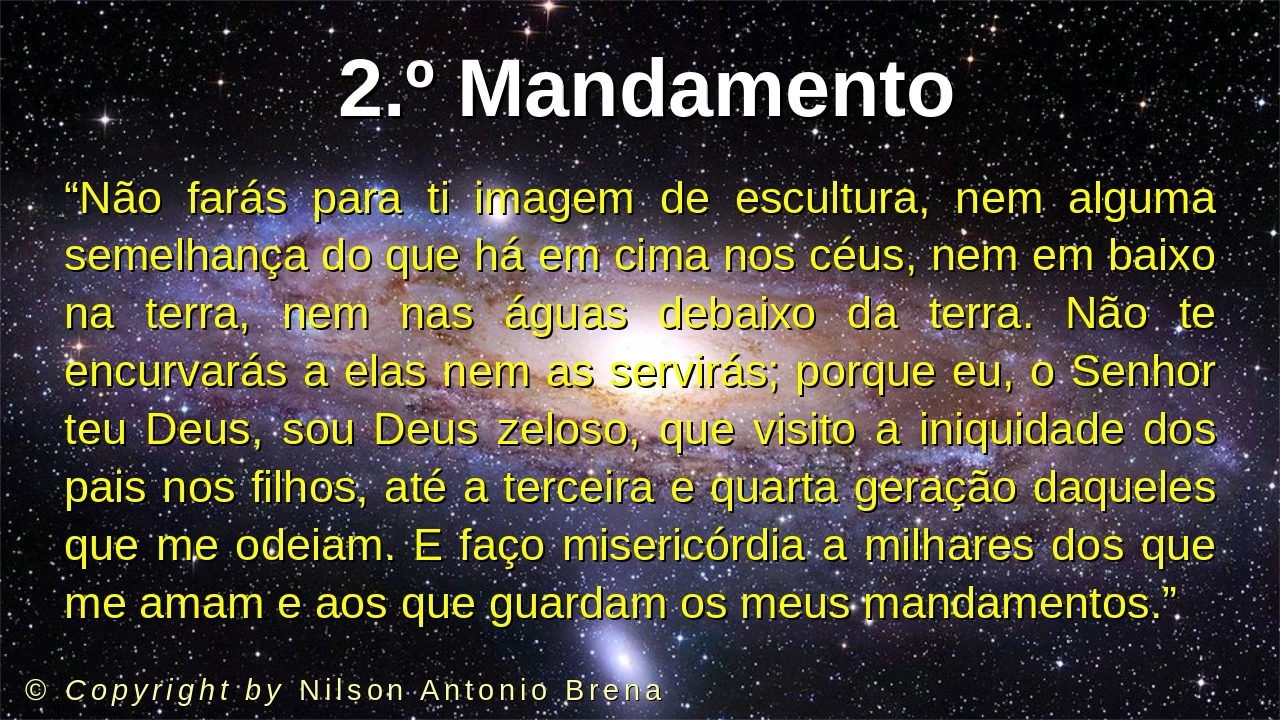 2.º Mandamento
“Não farás para ti imagem de escultura, nem alguma
semelhança do que há em cima nos céus, nem em baixo
na terra, nem nas águas debaixo da terra. Não te
encurvarás a elas nem as servirás; porque eu, o Senhor
teu Deus, sou Deus zeloso, que visito a iniquidade dos
pais nos filhos, até a terceira e quarta geração daqueles
que me odeiam. E faço misericórdia a milhares dos que
me amam e aos que guardam os meus mandamentos.”
© Copyright by Nilson Antonio Brena